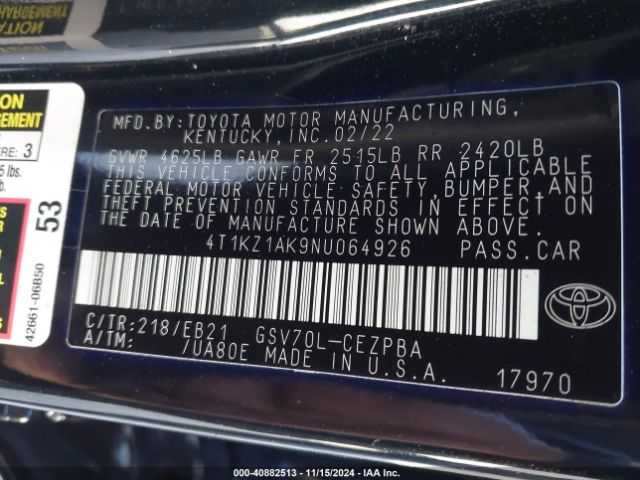 MFD.BY:TOYOTA MOTOR MANUFACTURING,
KENTUCKY,INC.02/22
GVWR 4625LB GAWR FR 2515LB RR 2420LB
THIS VEHICLE CONFORMS TO ALL APPLICABLE
FEDERAL MOTOR VEHICLE SAFETY,BUMPER,AND
THEFT PREVENTION STANDARDS IN EFFECT ON
THE DATE OF MANUFACTURE SHOWN ABOVE.
4T1KZ1AK9NU064926 PASS.CAR
C/TR:218/EB21 GSV70L-CEZPBA
A/TM: /UA80E MADE IN U.S.A.
17970
53
42661-06850
000-40882513 - 11/15/2024 - IAA Inc.